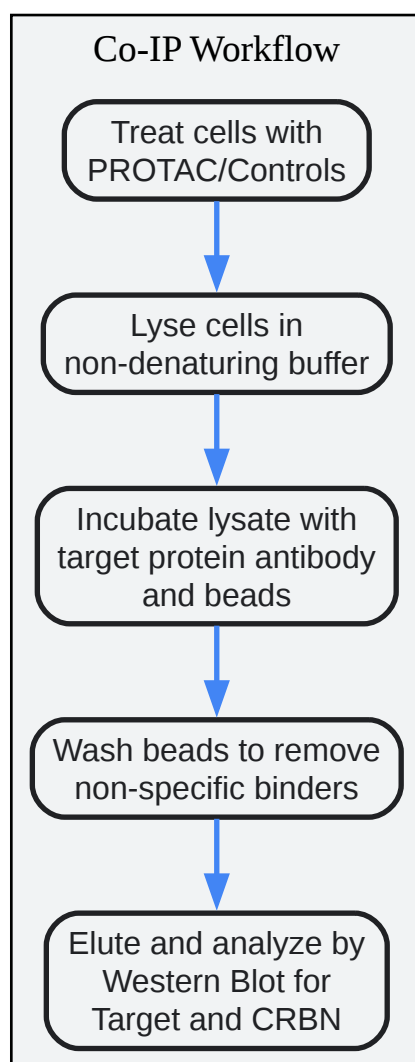 Co-IP Workflow
Treat cells with
PROTAC/Controls
Lyse cells in
non-denaturing buffer
Incubate lysate with
target protein antibody
and beads
Wash beads to remove
non-specific binders
Elute and analyze by
Western Blot for
Target and CRBN